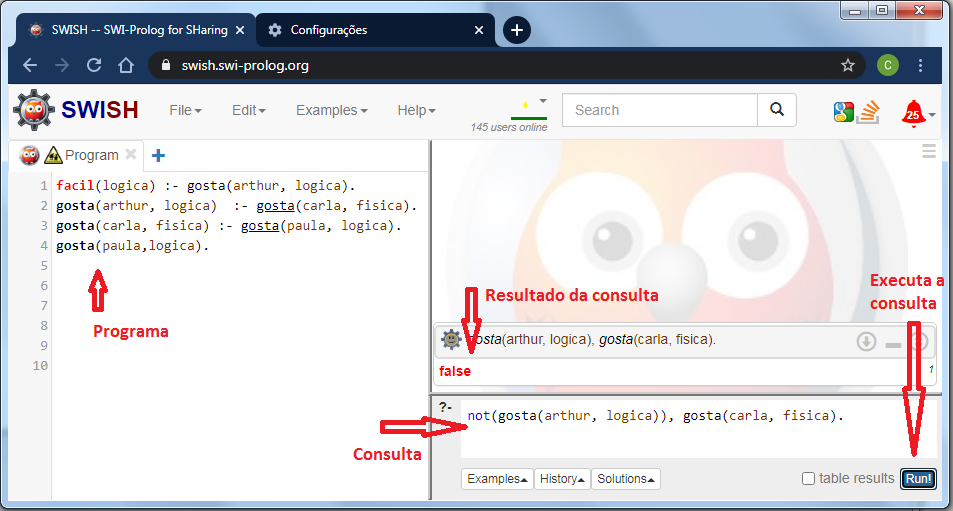 SWISH -- SWI-Prolog for SHaring
Configurações
swish.swi-prolog.org
C
SWISH
File
Edit
Examples
Help
145 users online
Search
25
Program
1 facil(logica) :- gosta(arthur, logica).
2 gosta(arthur, logica)  :- gosta(carla, fisica).
3 gosta(carla, fisica) :- gosta(paula, logica).
4 gosta(paula,logica).
5
6
7
8
9
10
Programa
Resultado da consulta
Executa a
consulta
gosta(arthur, logica), gosta(carla, fisica).
false
1
?-
not(gosta(arthur, logica)), gosta(carla, fisica).
Consulta
Examples
History
Solutions
table results
Run!